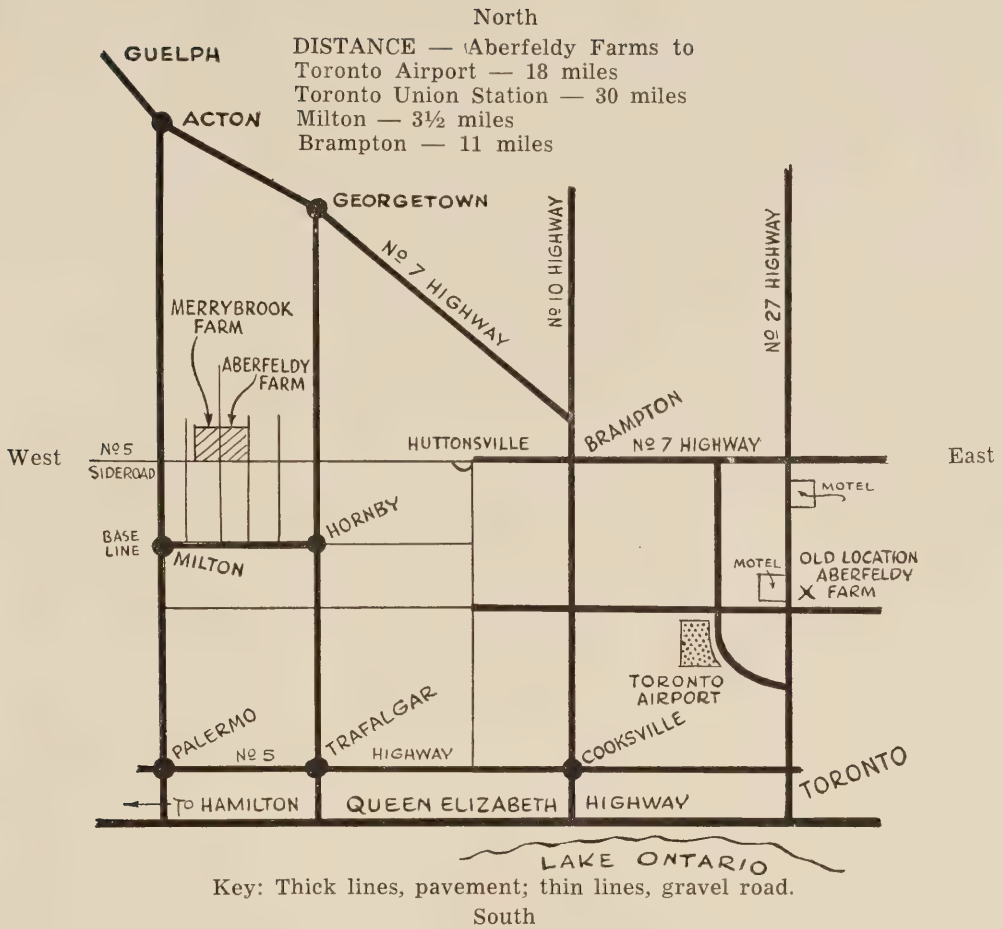 North
DISTANCE — Aberfeldy Farms to
Toronto Airport — 18 miles
Toronto Union Station — 30 miles
Milton — 3½ miles
Brampton — 11 miles
GUELPH
ACTON
GEORGETOWN
No 7 HIGHWAY
No 10 HIGHWAY
No 27 HIGHWAY
MERRYBROOK
FARM
ABERFELDY
FARM
West
No 5
SIDEROAD
HUTTONSVILLE
BRAMPTON
No 7 HIGHWAY
East
MOTEL
BASE
LINE
MILTON
HORNBY
MOTEL
OLD LOCATION
ABERFELDY
X FARM
TORONTO
AIRPORT
PALERMO
No 5
TRAFALGAR
HIGHWAY
COOKSVILLE
TORONTO
TO HAMILTON
QUEEN ELIZABETH HIGHWAY
LAKE ONTARIO
Key: Thick lines, pavement; thin lines, gravel road.
South